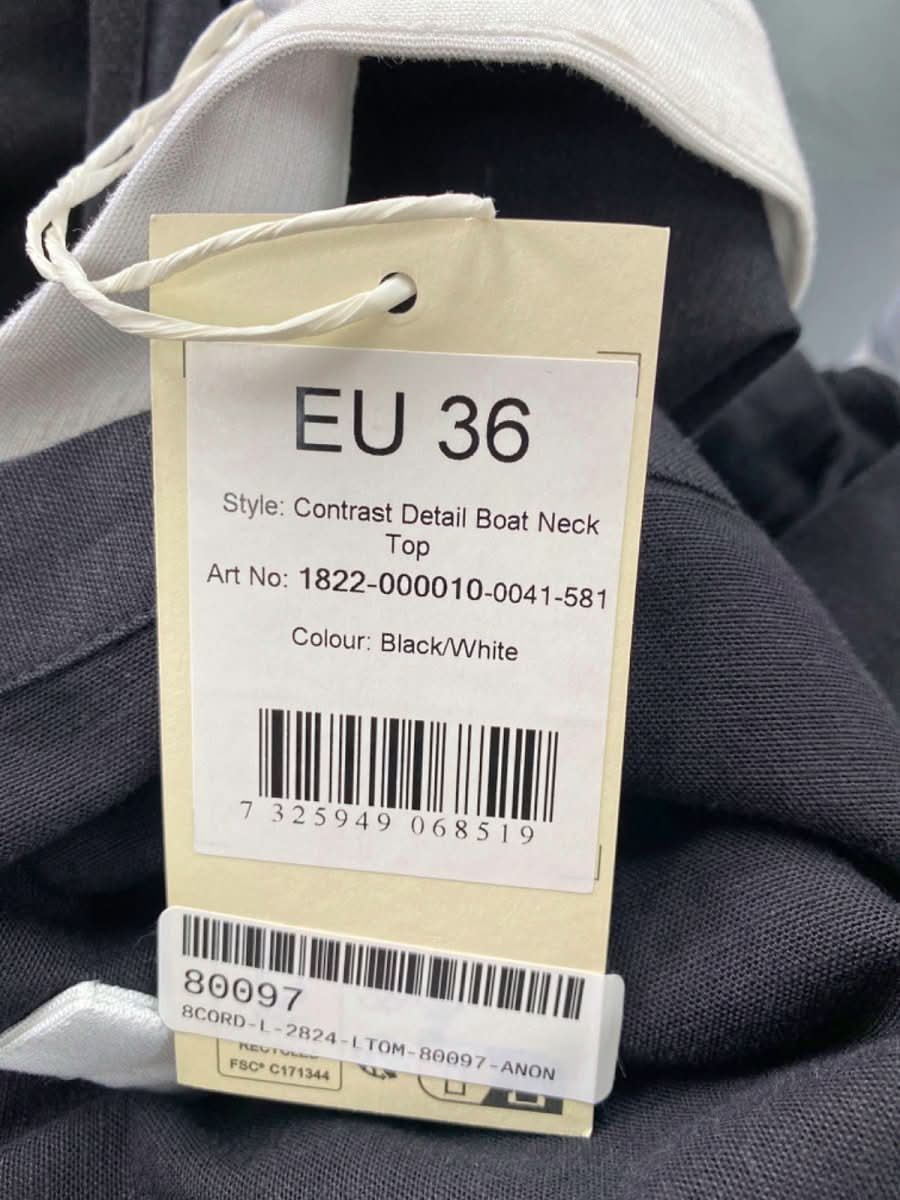 EU 36
Style: Contrast Detail Boat Neck
Top
Art No: 1822-000010-0041-581
Colour: Black/White
7 325949 068519
80097
8CORD-L-2824-LTOM-80097-ANON
FSC® C171344